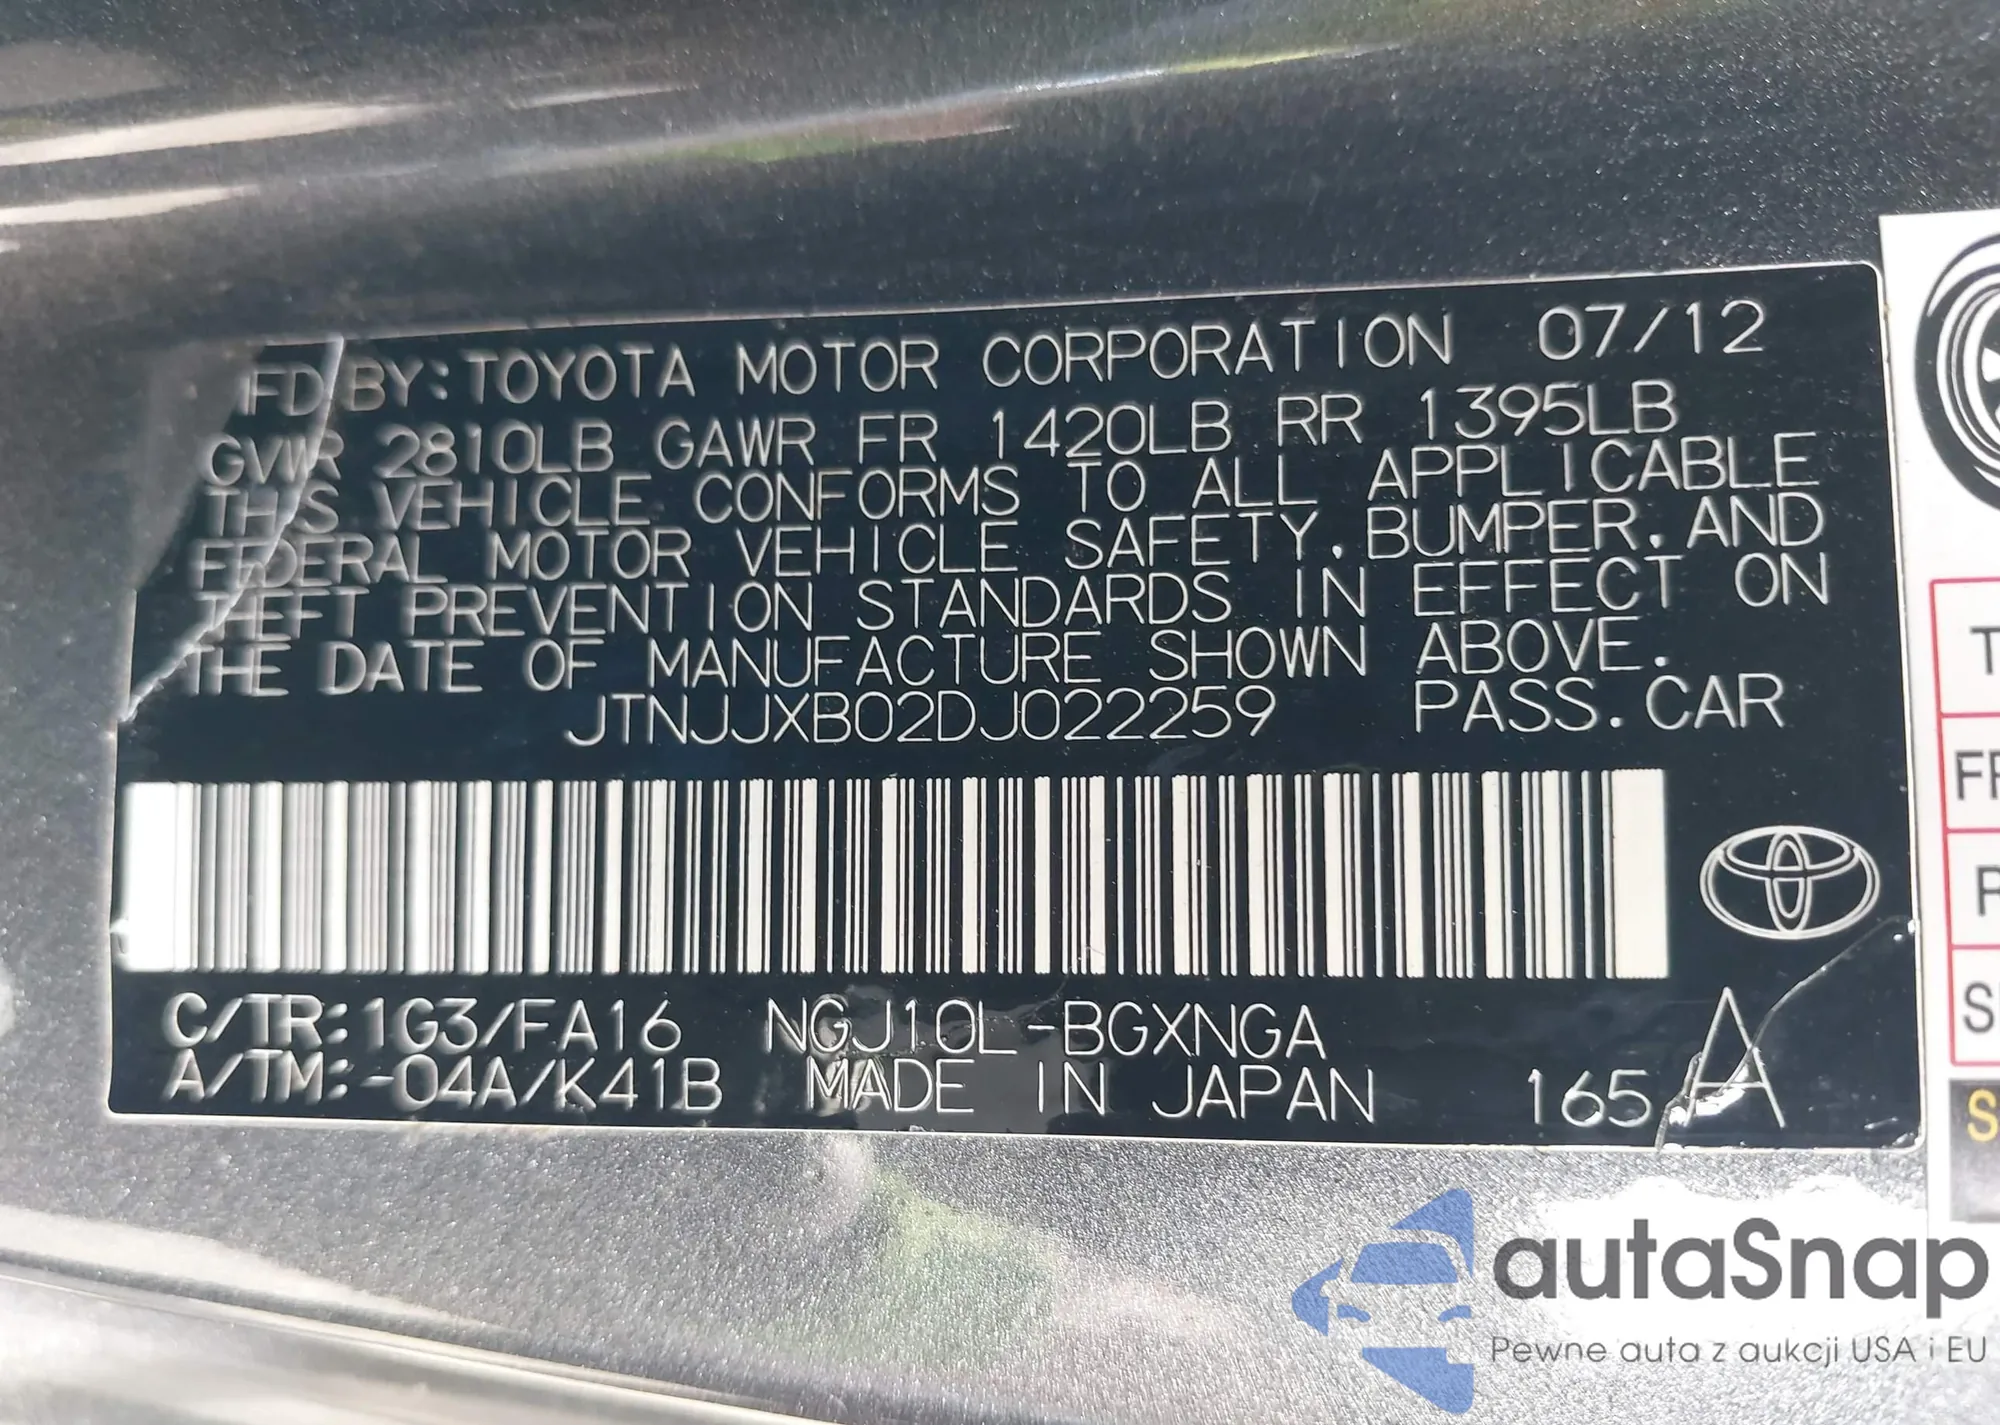 MFD BY: TOYOTA MOTOR CORPORATION 07/12
GVWR 2810LB GAWR FR 1420LB RR 1395LB
THIS VEHICLE CONFORMS TO ALL APPLICABLE
FEDERAL MOTOR VEHICLE SAFETY, BUMPER, AND
THEFT PREVENTION STANDARDS IN EFFECT ON
THE DATE OF MANUFACTURE SHOWN ABOVE.
JTNJJXB02DJ022259 PASS. CAR
C/TR: 1G3/FA16 NGJ10L-BGXNGA
A/TM: -04A/K41B MADE IN JAPAN 165 A
autaSnap
Pewne auta z aukcji USA i EU